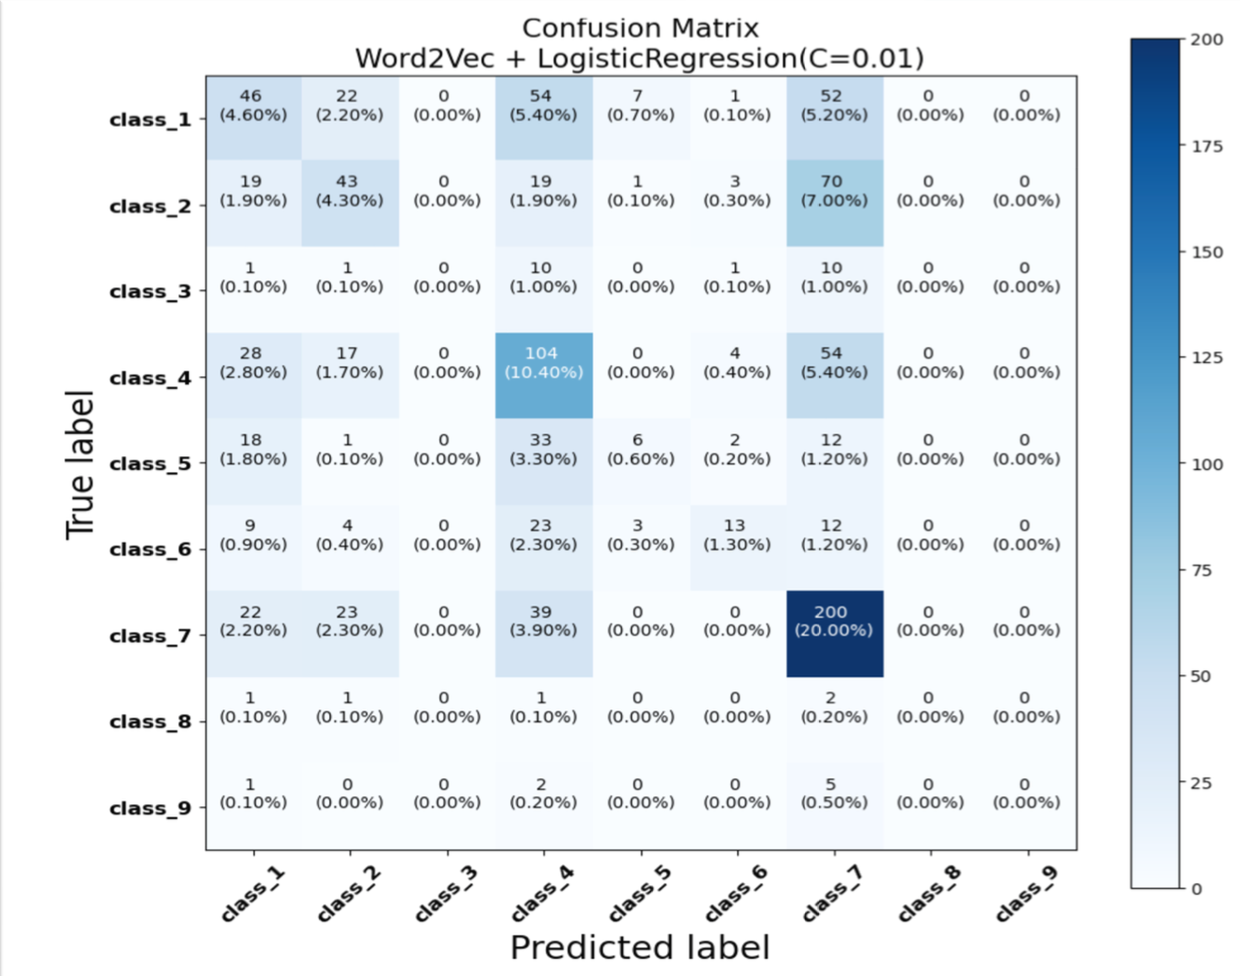 Confusion Matrix
Word2Vec + LogisticRegression(C=0.01)
class_1 46 22 0 54 7 1 52 0 0
(4.60%) (2.20%) (0.00%) (5.40%) (0.70%) (0.10%) (5.20%) (0.00%) (0.00%)
class_2 19 43 0 19 1 3 70 0 0
(1.90%) (4.30%) (0.00%) (1.90%) (0.10%) (0.30%) (7.00%) (0.00%) (0.00%)
class_3 1 1 0 10 0 1 10 0 0
(0.10%) (0.10%) (0.00%) (1.00%) (0.00%) (0.10%) (1.00%) (0.00%) (0.00%)
class_4 28 17 0 104 0 4 54 0 0
(2.80%) (1.70%) (0.00%) (10.40%) (0.00%) (0.40%) (5.40%) (0.00%) (0.00%)
class_5 18 1 0 33 6 2 12 0 0
(1.80%) (0.10%) (0.00%) (3.30%) (0.60%) (0.20%) (1.20%) (0.00%) (0.00%)
class_6 9 4 0 23 3 13 12 0 0
(0.90%) (0.40%) (0.00%) (2.30%) (0.30%) (1.30%) (1.20%) (0.00%) (0.00%)
class_7 22 23 0 39 0 0 200 0 0
(2.20%) (2.30%) (0.00%) (3.90%) (0.00%) (0.00%) (20.00%) (0.00%) (0.00%)
class_8 1 1 0 1 0 0 2 0 0
(0.10%) (0.10%) (0.00%) (0.10%) (0.00%) (0.00%) (0.20%) (0.00%) (0.00%)
class_9 1 0 0 2 0 0 5 0 0
(0.10%) (0.00%) (0.00%) (0.20%) (0.00%) (0.00%) (0.50%) (0.00%) (0.00%)
True label
class_1 class_2 class_3 class_4 class_5 class_6 class_7 class_8 class_9
Predicted label
200
175
150
125
100
75
50
25
0